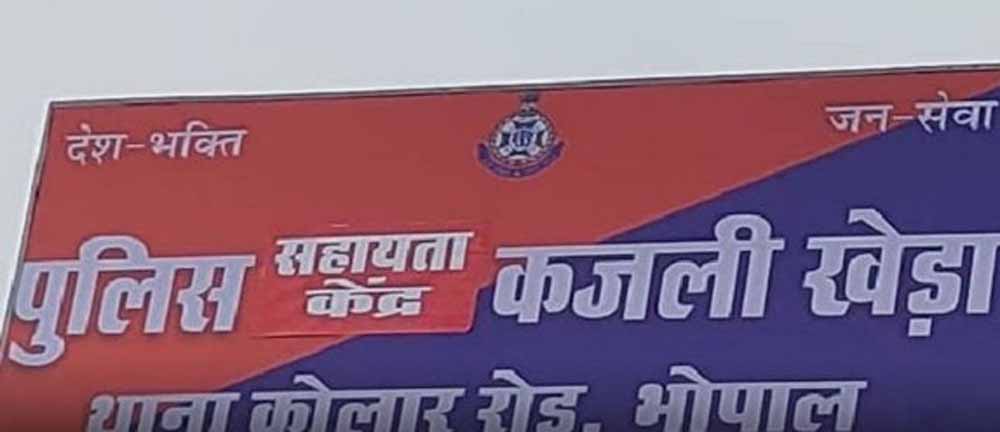 देश-भक्ति जन-सेवा
पुलिस सहायता केंद्र कजली खेड़ा
थाना कोलार रोड, भोपाल